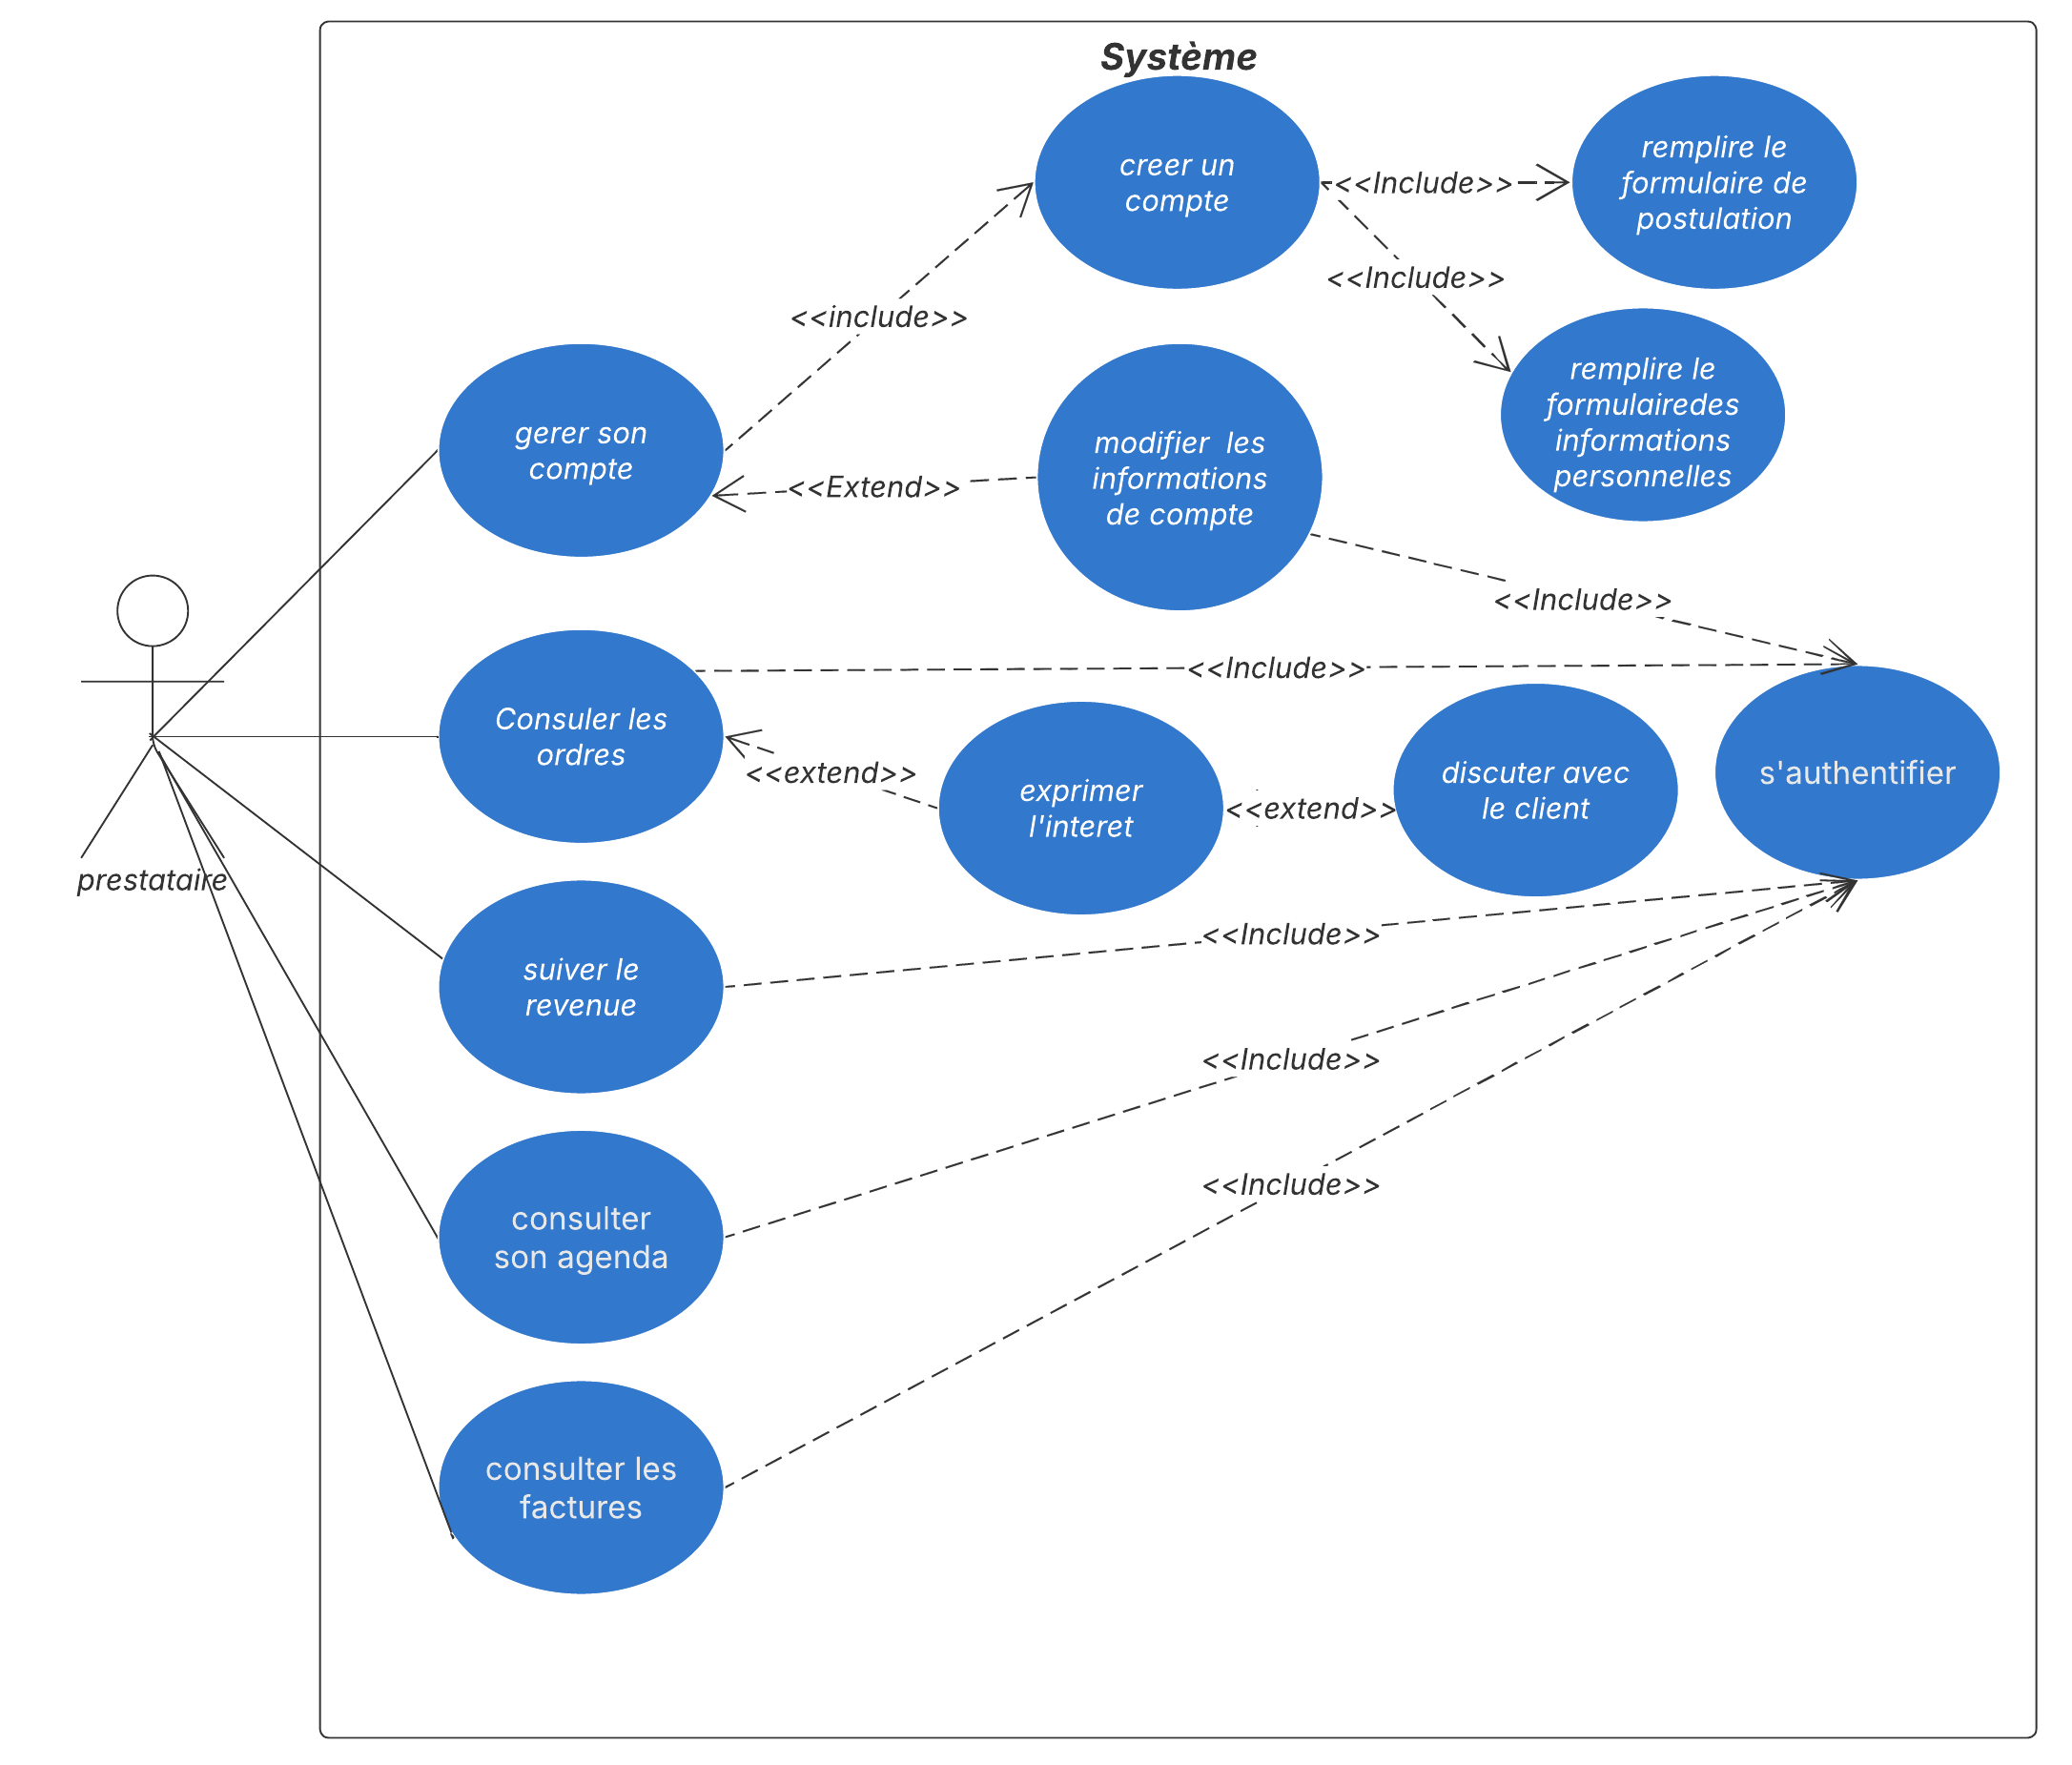 Système
creer un
compte
<<Include>>
remplire le
formulaire de
postulation
<<Include>>
<<include>>
remplire le
formulairedes
informations
personnelles
gerer son
compte
<<Extend>>
modifier  les
informations
de compte
<<Include>>
<<Include>>
Consuler les
ordres
<<extend>>
exprimer
l'interet
<<extend>>
discuter avec
le client
s'authentifier
prestataire
<<Include>>
suiver le
revenue
<<Include>>
<<Include>>
consulter
son agenda
consulter les
factures